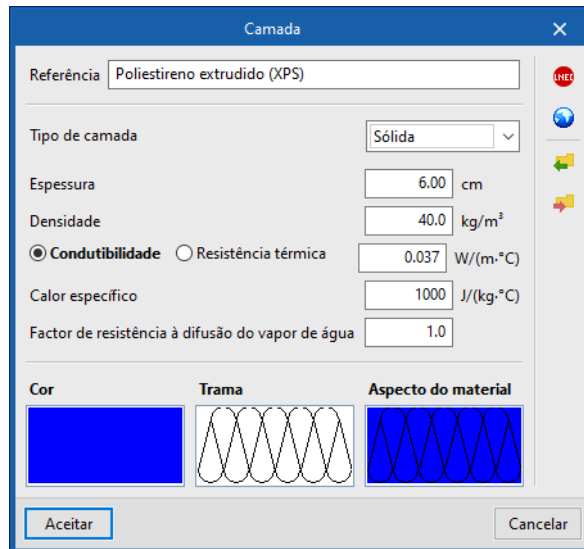 Camada
Referência Poliestireno extrudido (XPS)
LNEC
Tipo de camada Sólida
Espessura 6.00 cm
Densidade 40.0 kg/m³
Condutibilidade Resistência térmica 0.037 W/(m·°C)
Calor específico 1000 J/(kg·°C)
Factor de resistência à difusão do vapor de água 1.0
Cor Trama Aspecto do material
Aceitar Cancelar